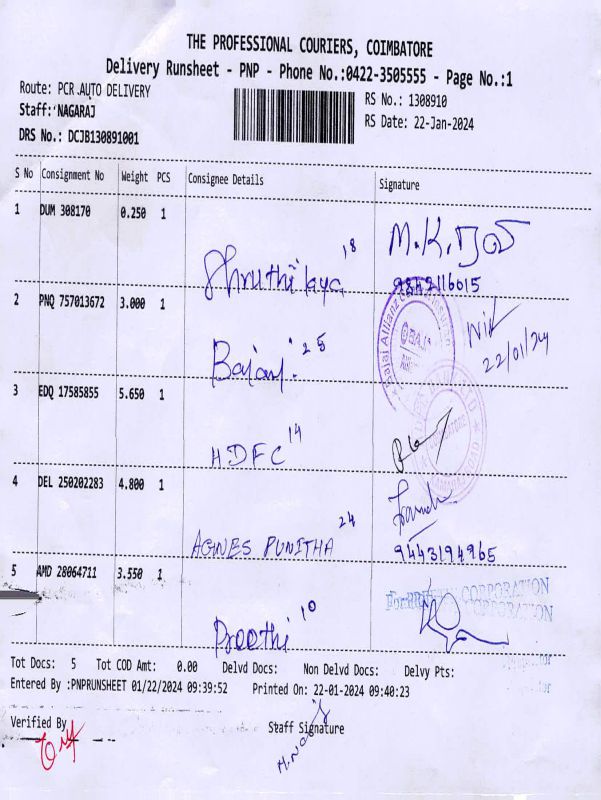 THE PROFESSIONAL COURIERS, COIMBATORE
Delivery Runsheet - PNP - Phone No.:0422-3505555 - Page No.:1
Route: PCR AUTO DELIVERY
RS No.: 1308910
Staff: NAGARAJ
RS Date: 22-Jan-2024
DRS No.: DCJB130891001
S No Consignment No Weight PCS Consignee Details Signature
1 DUM 308170 0.250 1
M.K.
18
Shruthi laya
9842116015
2 PNQ 757013672 3.000 1
Bajaj Allianz
25
Bajaj
22/01/24
3 EDQ 17585855 5.650 1
14
HDFC
4 DEL 250202283 4.800 1
24
AGNES PUNITHA
9443194965
5 AMD 28064711 3.550 1
For CORPORATION
CORPORATION
10
Preethi
Tot Docs: 5 Tot COD Amt: 0.00 Delvd Docs: Non Delvd Docs: Delvy Pts:
Entered By :PNPRUNSHEET 01/22/2024 09:39:52 Printed On: 22-01-2024 09:40:23
Verified By
Staff Signature